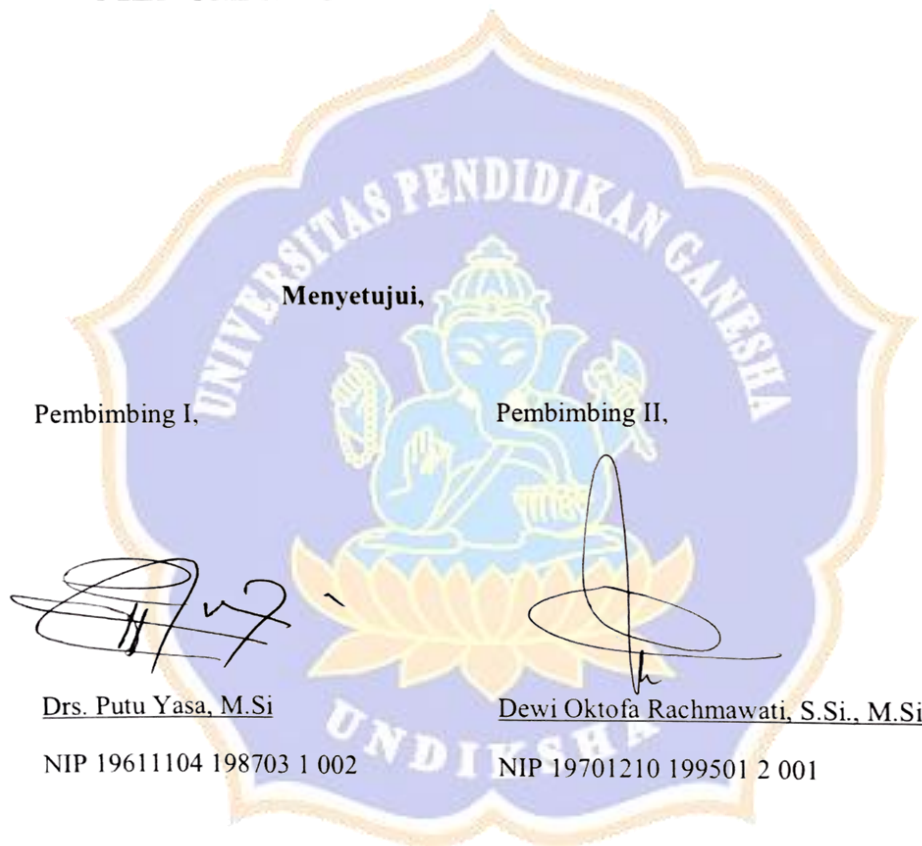 UNIVERSITAS PENDIDIKAN GANESHA
Menyetujui,
Pembimbing I,
Pembimbing II,
Drs. Putu Yasa, M.Si
Dewi Oktofa Rachmawati, S.Si., M.Si
NIP 19611104 198703 1 002
NIP 19701210 199501 2 001
UNDIKSHA